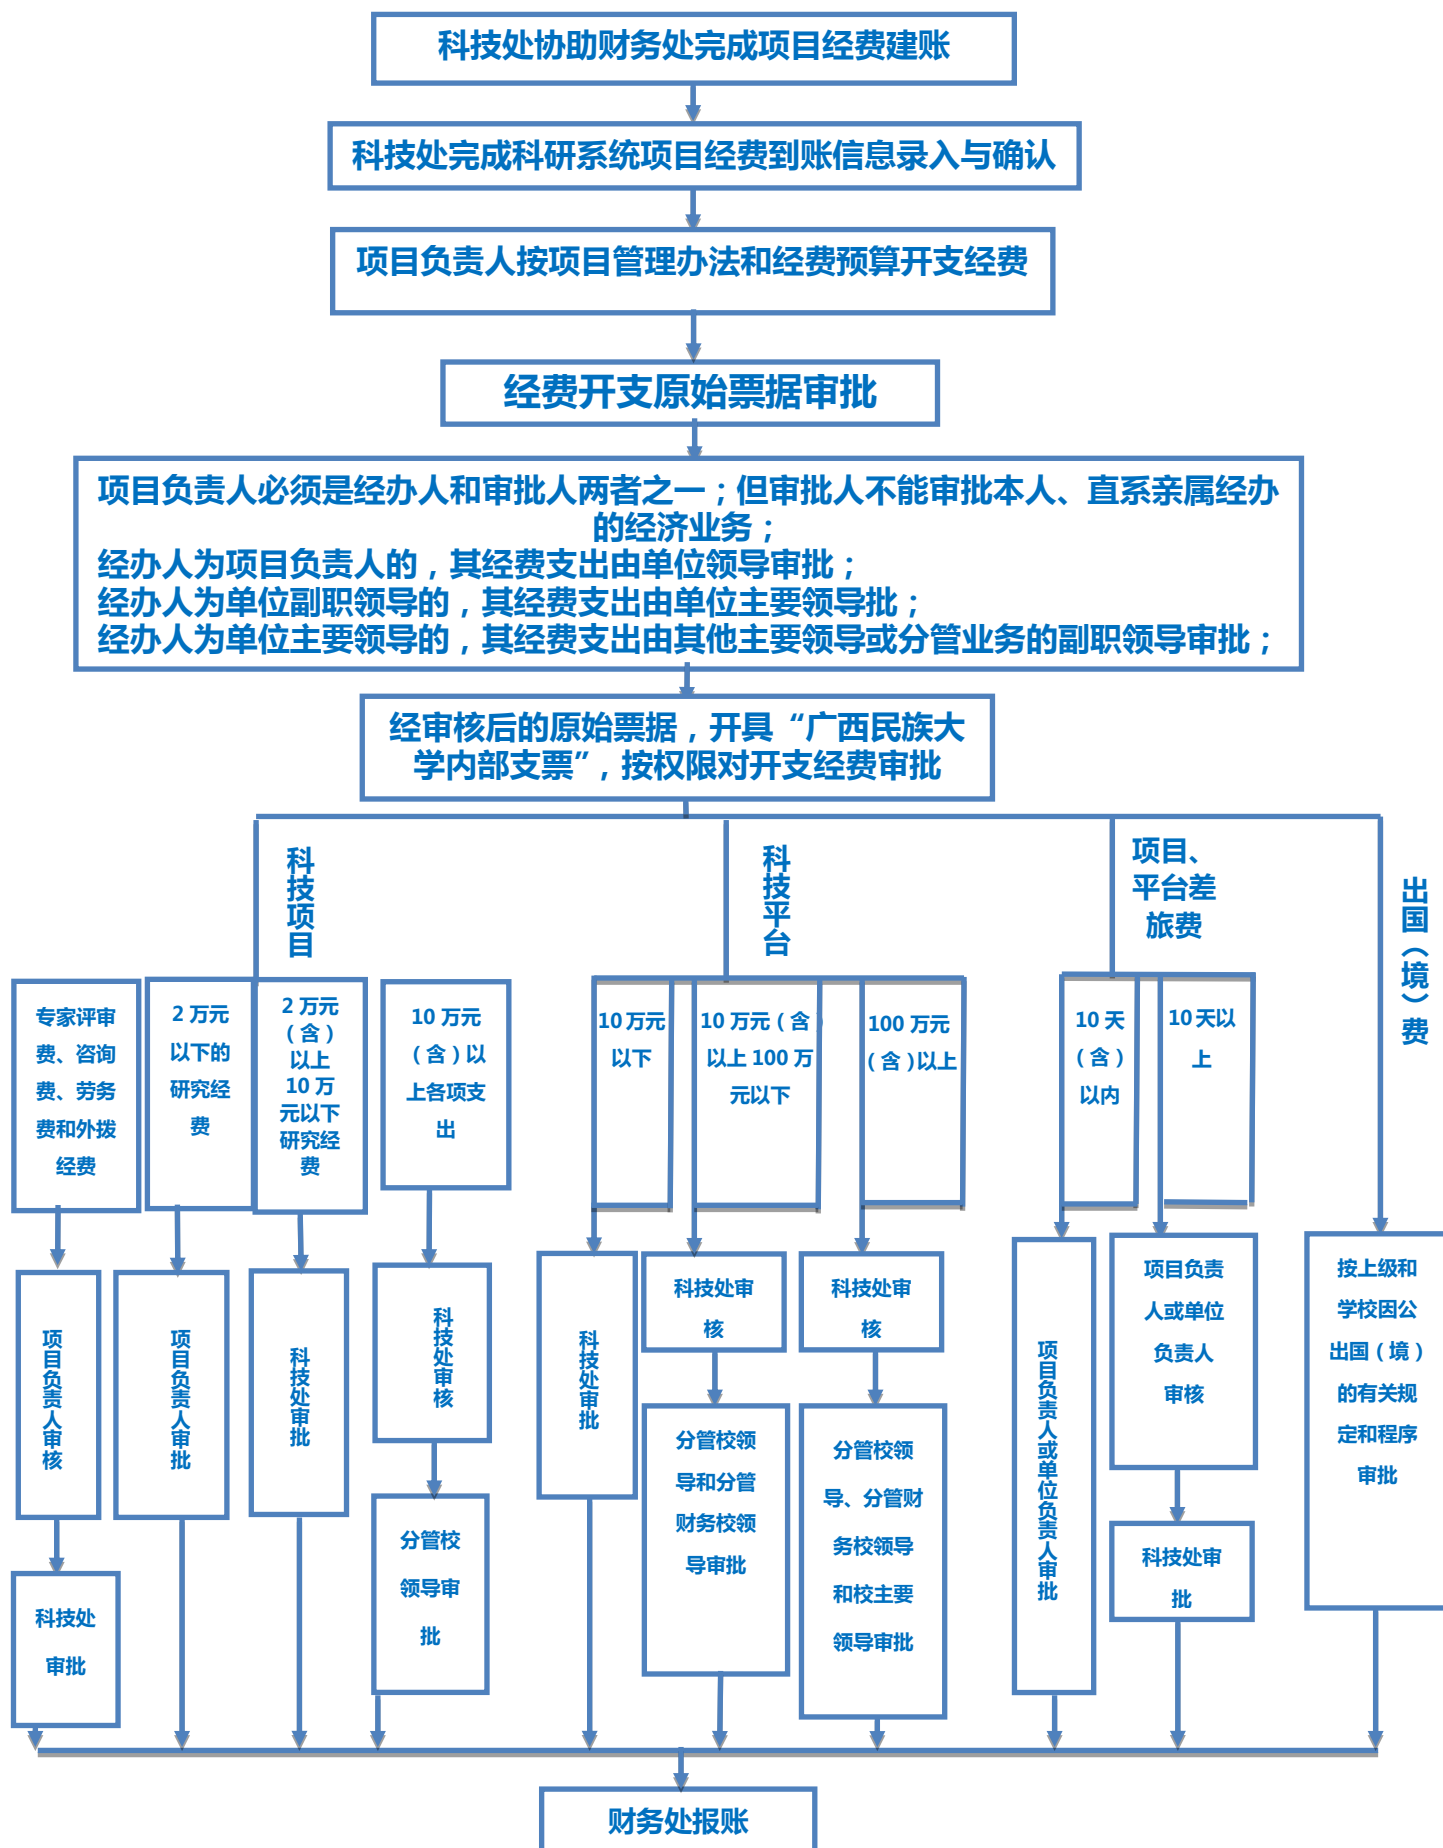 科技处协助财务处完成项目经费建账
科技处完成科研系统项目经费到账信息录入与确认
项目负责人按项目管理办法和经费预算开支经费
经费开支原始票据审批
项目负责人必须是经办人和审批人两者之一；但审批人不能审批本人、直系亲属经办
的经济业务；
经办人为项目负责人的，其经费支出由单位领导审批；
经办人为单位副职领导的，其经费支出由单位主要领导批；
经办人为单位主要领导的，其经费支出由其他主要领导或分管业务的副职领导审批；
经审核后的原始票据，开具“广西民族大
学内部支票”，按权限对开支经费审批
科技项目
科技平台
项目、
平台差
旅费
出国（境）费
专家评审
费、咨询
费、劳务
费和外拨
经费
2 万元
以下的
研究经
费
2 万元
（含）
以上
10 万
元以下
研究经
费
10 万元
（含）以
上各项支
出
10 万元
以下
10 万元（含）
以上 100 万
元以下
100 万元
（含）以上
10 天
（含）
以内
10 天以
上
项目负责人审核
项目负责人审批
科技处审批
科技处审核
科技处审批
科技处审
核
科技处审
核
项目负责人或单位负责人审批
项目负责
人或单位
负责人
审核
按上级和
学校因公
出国（境）
的有关规
定和程序
审批
科技处
审批
分管校
领导审
批
分管校领
导和分管
财务校领
导审批
分管校领
导、分管财
务校领导
和校主要
领导审批
科技处审
批
财务处报账